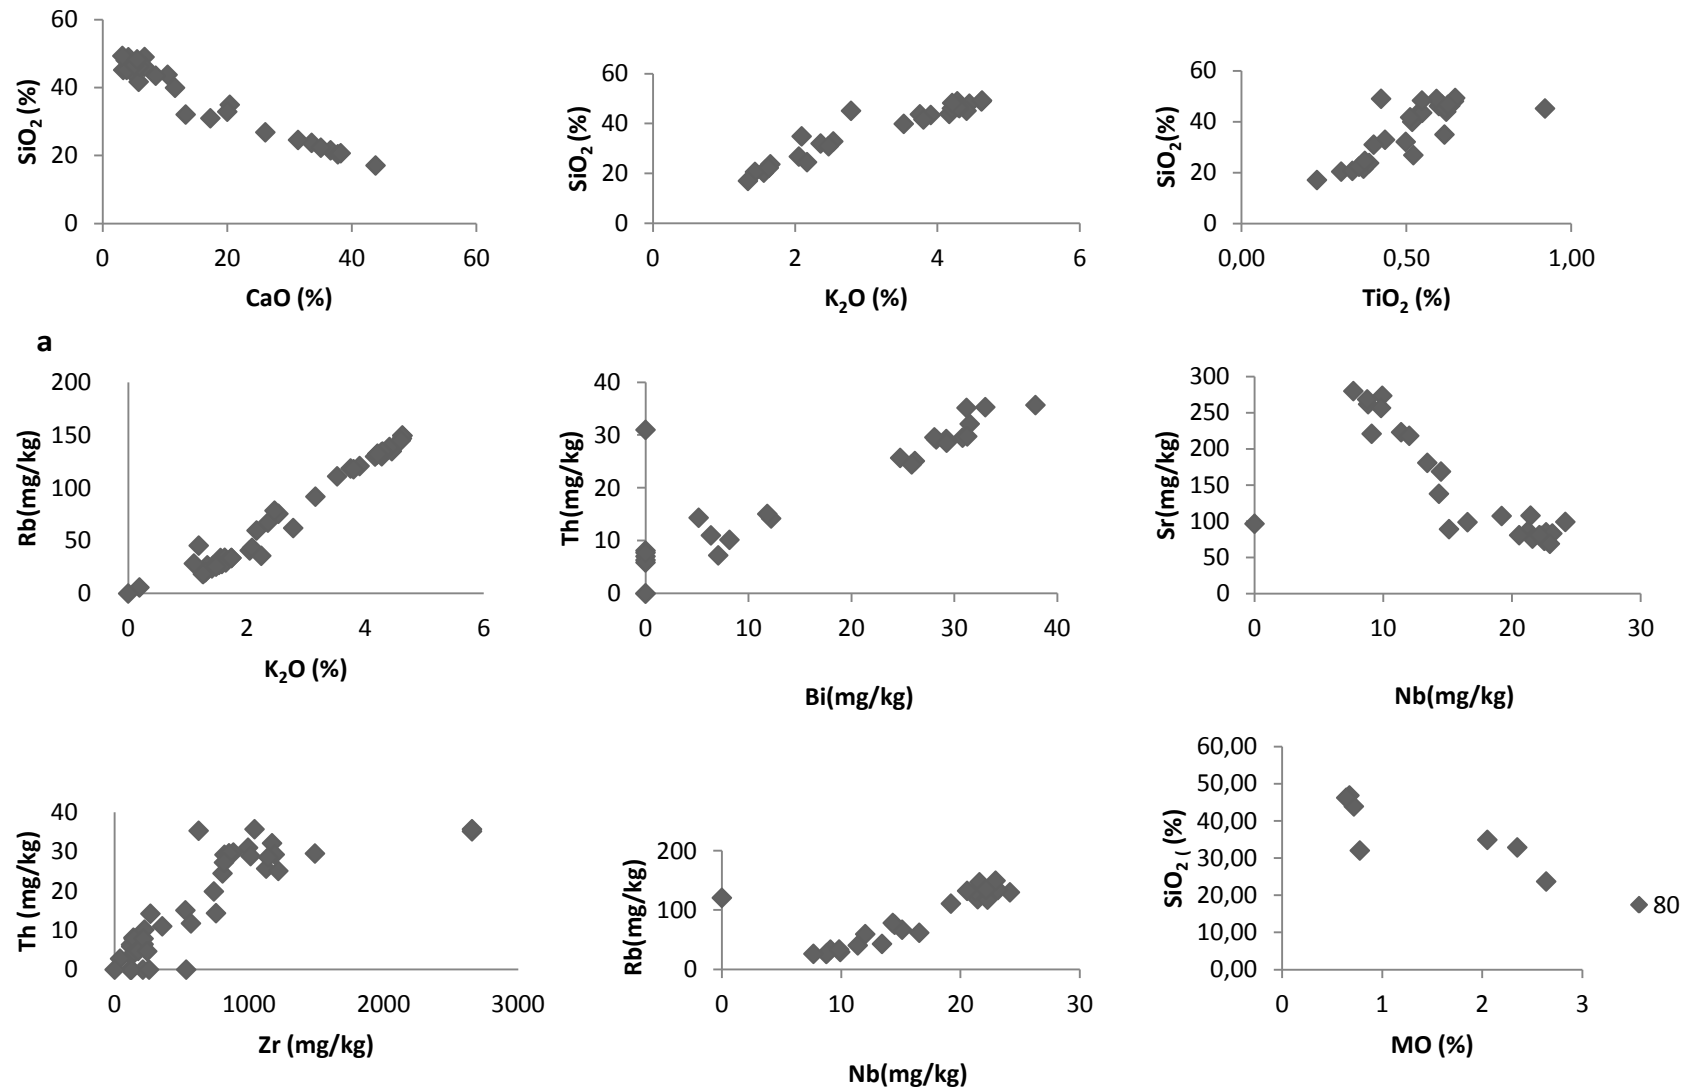 60
40
20
0
SiO2 (%)
0 20 40 60
CaO (%)
60
40
20
0
SiO2 (%)
0 2 4 6
K2O (%)
60
40
20
0
SiO2(%)
0,00 0,50 1,00
TiO2 (%)
a
200
150
100
50
0
Rb(mg/kg)
0 2 4 6
K2O (%)
40
30
20
10
0
Th(mg/kg)
0 10 20 30 40
Bi(mg/kg)
300
250
200
150
100
50
0
Sr(mg/kg)
0 10 20 30
Nb(mg/kg)
40
30
20
10
0
Th (mg/kg)
0 1000 2000 3000
Zr (mg/kg)
200
100
0
Rb(mg/kg)
0 10 20 30
Nb(mg/kg)
60,00
50,00
40,00
30,00
20,00
10,00
0,00
SiO2 ( (%)
0 1 2 3
MO (%)
80